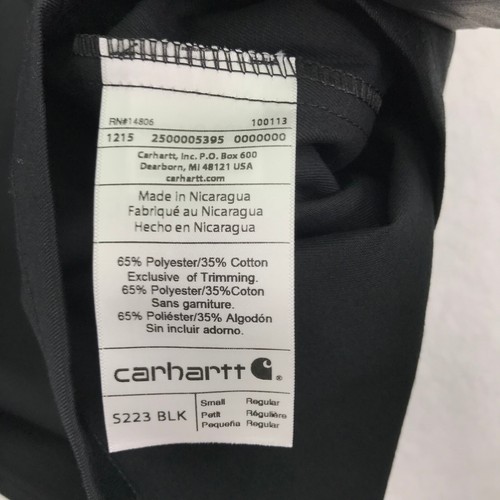 RN#14806 100113
1215 2500005395 0000000
Carhartt, Inc. P.O. Box 600
Dearborn, MI 48121 USA
carhartt.com
Made in Nicaragua
Fabriqué au Nicaragua
Hecho en Nicaragua
65% Polyester/35% Cotton
Exclusive of Trimming.
65% Polyester/35%Coton
Sans garniture.
65% Poliéster/35% Algodón
Sin incluir adorno.
carhartt
S223 BLK
Small Regular
Petit Régulière
Pequeña Regular